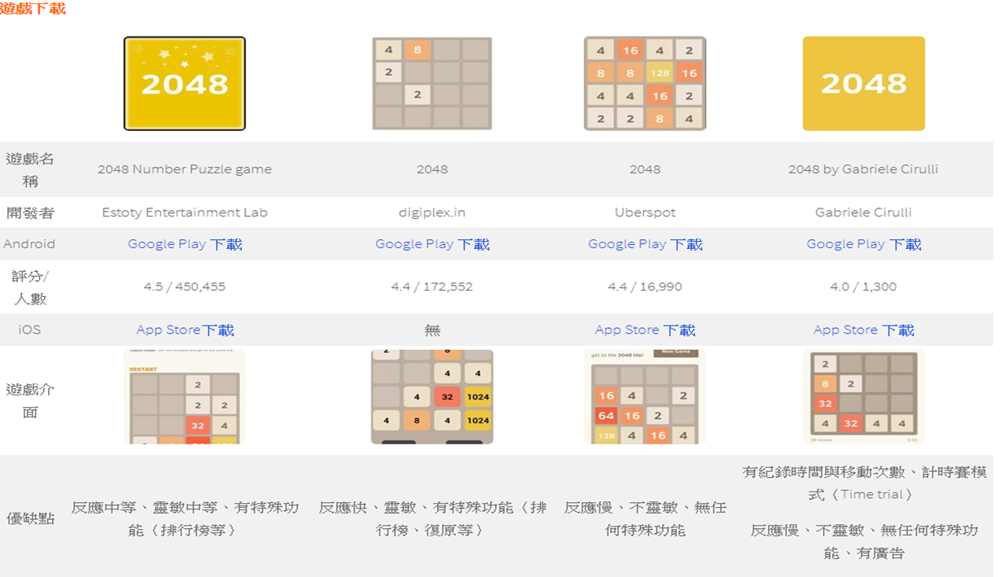 遊戲下載
2048
4 8
2
2
4 16 4 2
8 8 128 16
4 4 16 2
2 2 8 4
2048
遊戲名
稱
2048 Number Puzzle game
2048
2048
2048 by Gabriele Cirulli
開發者
Estoty Entertainment Lab
digiplex.in
Uberspot
Gabriele Cirulli
Android
Google Play 下載
Google Play 下載
Google Play 下載
Google Play 下載
評分/
人數
4.5 / 450,455
4.4 / 172,552
4.4 / 16,990
4.0 / 1,300
iOS
App Store下載
無
App Store 下載
App Store 下載
遊戲介
面
RESTART
2
2 2
32 4
2 8
4 4
4 32 1024
4 8 4 1024
get to the 2048 tile!
New Game
16 4 2
64 16 2
128 4 16 4
2
8 2
32
4 32 4 4
優缺點
反應中等、靈敏中等、有特殊功
能（排行榜等）
反應快、靈敏、有特殊功能（排
行榜、復原等）
反應慢、不靈敏、無任
何特殊功能
有紀錄時間與移動次數、計時賽模
式（Time trial）
反應慢、不靈敏、無任何特殊功
能、有廣告